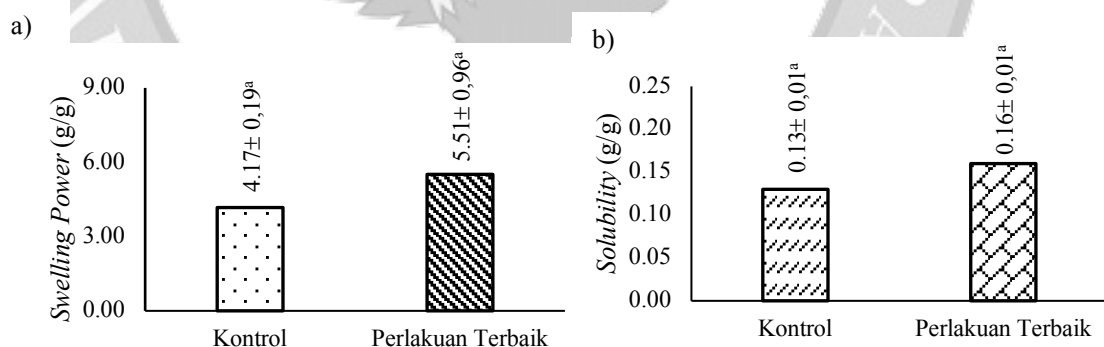 a)
Swelling Power (g/g)
9.00
6.00
3.00
0.00
4.17± 0,19ᵃ
5.51± 0,96ᵃ
Kontrol
Perlakuan Terbaik
b)
Solubility (g/g)
0.25
0.20
0.15
0.10
0.05
0.00
0.13± 0,01ᵃ
0.16± 0,01ᵃ
Kontrol
Perlakuan Terbaik